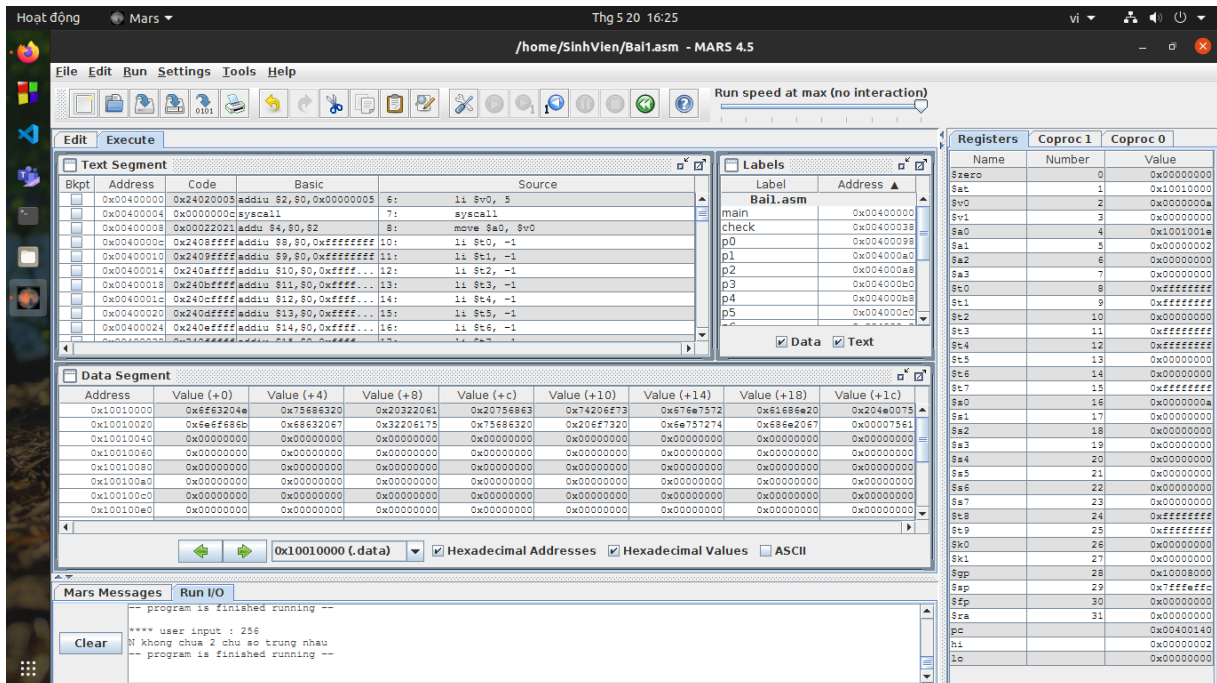 Hoạt động Mars Thg 5 20 16:25 vi
/home/SinhVien/Bai1.asm - MARS 4.5
File Edit Run Settings Tools Help
Run speed at max (no interaction)
Edit Execute
Text Segment
Bkpt Address Code Basic Source
0x00400000 0x24020005 addiu $2,$0,0x00000005 6: li $v0, 5
0x00400004 0x0000000c syscall 7: syscall
0x00400008 0x00022021 addu $4,$0,$2 8: move $a0, $v0
0x0040000c 0x2408ffff addiu $8,$0,0xffffffff 10: li $t0, -1
0x00400010 0x2409ffff addiu $9,$0,0xffffffff 11: li $t1, -1
0x00400014 0x240affff addiu $10,$0,0xffff... 12: li $t2, -1
0x00400018 0x240bffff addiu $11,$0,0xffff... 13: li $t3, -1
0x0040001c 0x240cffff addiu $12,$0,0xffff... 14: li $t4, -1
0x00400020 0x240dffff addiu $13,$0,0xffff... 15: li $t5, -1
0x00400024 0x240effff addiu $14,$0,0xffff... 16: li $t6, -1
Labels
Label Address ▲
Bai1.asm
main 0x00400000
check 0x00400038
p0 0x00400098
p1 0x004000a0
p2 0x004000a8
p3 0x004000b0
p4 0x004000b8
p5 0x004000c0
Data Text
Data Segment
Address Value (+0) Value (+4) Value (+8) Value (+c) Value (+10) Value (+14) Value (+18) Value (+1c)
0x10010000 0x6f63204e 0x75686320 0x20322061 0x20756863 0x74206f73 0x676e7572 0x61686e20 0x204e0075
0x10010020 0x6e6f686b 0x68632067 0x32206175 0x75686320 0x206f7320 0x6e757274 0x686e2067 0x00007561
0x10010040 0x00000000 0x00000000 0x00000000 0x00000000 0x00000000 0x00000000 0x00000000 0x00000000
0x10010060 0x00000000 0x00000000 0x00000000 0x00000000 0x00000000 0x00000000 0x00000000 0x00000000
0x10010080 0x00000000 0x00000000 0x00000000 0x00000000 0x00000000 0x00000000 0x00000000 0x00000000
0x100100a0 0x00000000 0x00000000 0x00000000 0x00000000 0x00000000 0x00000000 0x00000000 0x00000000
0x100100c0 0x00000000 0x00000000 0x00000000 0x00000000 0x00000000 0x00000000 0x00000000 0x00000000
0x100100e0 0x00000000 0x00000000 0x00000000 0x00000000 0x00000000 0x00000000 0x00000000 0x00000000
0x10010000 (.data) Hexadecimal Addresses Hexadecimal Values ASCII
Mars Messages Run I/O
-- program is finished running --
**** user input : 256
N khong chua 2 chu so trung nhau
-- program is finished running --
Clear
Registers Coproc 1 Coproc 0
Name Number Value
$zero 0 0x00000000
$at 1 0x10010000
$v0 2 0x0000000a
$v1 3 0x00000000
$a0 4 0x1001001e
$a1 5 0x00000002
$a2 6 0x00000000
$a3 7 0x00000000
$t0 8 0xffffffff
$t1 9 0xffffffff
$t2 10 0x00000000
$t3 11 0xffffffff
$t4 12 0xffffffff
$t5 13 0x00000000
$t6 14 0x00000000
$t7 15 0xffffffff
$s0 16 0x0000000a
$s1 17 0x00000000
$s2 18 0x00000000
$s3 19 0x00000000
$s4 20 0x00000000
$s5 21 0x00000000
$s6 22 0x00000000
$s7 23 0x00000000
$t8 24 0xffffffff
$t9 25 0xffffffff
$k0 26 0x00000000
$k1 27 0x00000000
$gp 28 0x10008000
$sp 29 0x7fffeffc
$fp 30 0x00000000
$ra 31 0x00000000
pc 0x00400140
hi 0x00000002
lo 0x00000000